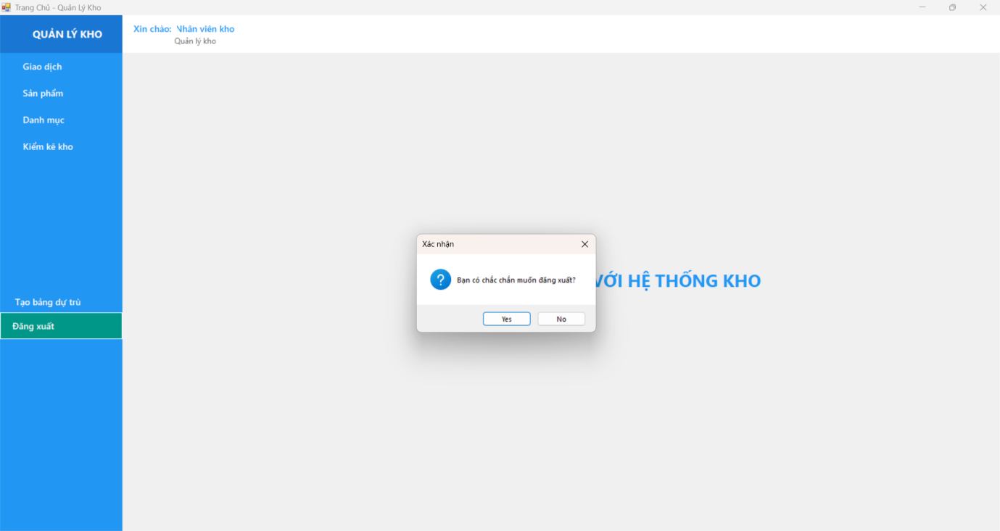 Trang Chủ - Quản Lý Kho
QUẢN LÝ KHO
Xin chào: Nhân viên kho
Quản lý kho
Giao dịch
Sản phẩm
Danh mục
Kiểm kê kho
Tạo bảng dự trù
Đăng xuất
Xác nhận
Bạn có chắc chắn muốn đăng xuất?
Yes
No
VỚI HỆ THỐNG KHO